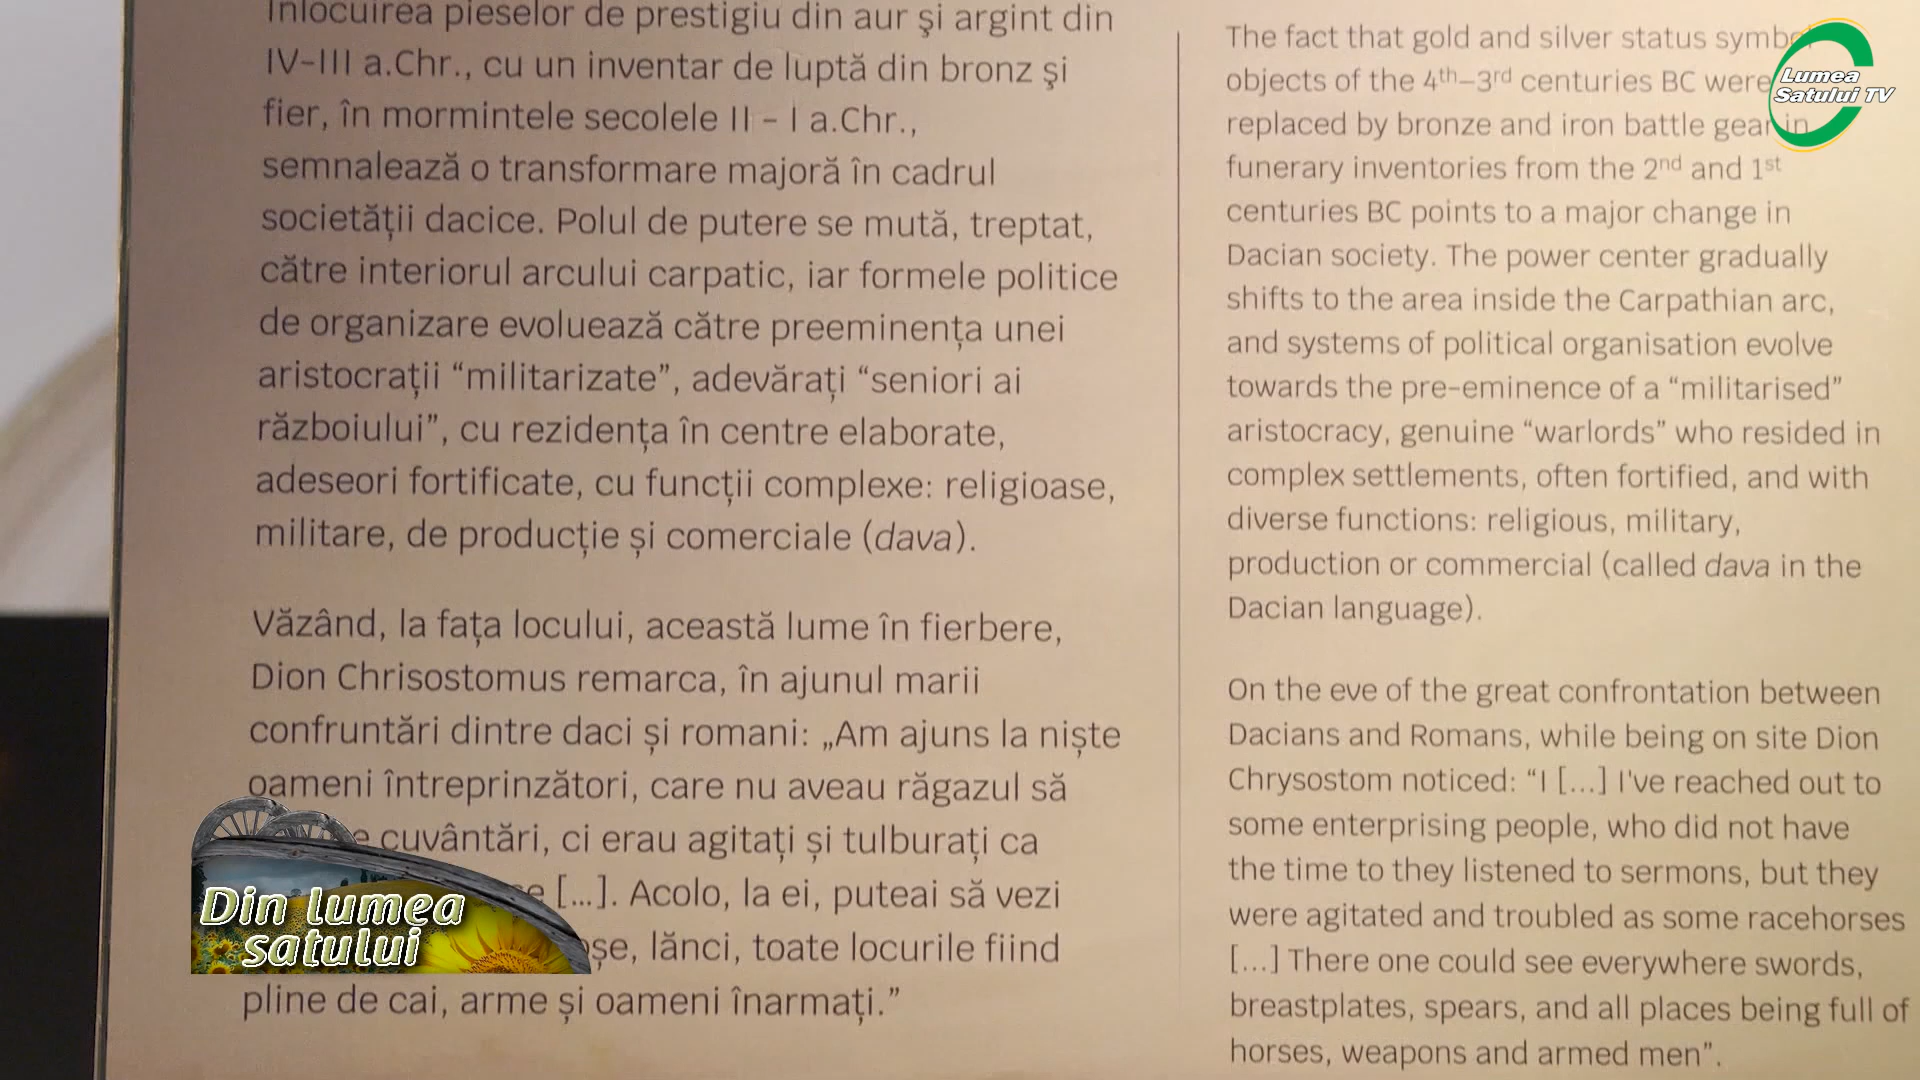 Înlocuirea pieselor de prestigiu din aur şi argint din
IV-III a.Chr., cu un inventar de luptă din bronz şi
fier, în mormintele secolele II - I a.Chr.,
semnalează o transformare majoră în cadrul
societății dacice. Polul de putere se mută, treptat,
către interiorul arcului carpatic, iar formele politice
de organizare evoluează către preeminența unei
aristocrații “militarizate”, adevărați “seniori ai
războiului”, cu rezidența în centre elaborate,
adeseori fortificate, cu funcții complexe: religioase,
militare, de producție și comerciale (dava).
Văzând, la fața locului, această lume în fierbere,
Dion Chrisostomus remarca, în ajunul marii
confruntări dintre daci și romani: „Am ajuns la niște
oameni întreprinzători, care nu aveau răgazul să
cuvântări, ci erau agitați și tulburați ca
[...]. Acolo, la ei, puteai să vezi
lănci, toate locurile fiind
pline de cai, arme și oameni înarmați.”
The fact that gold and silver status
objects of the 4th–3rd centuries BC were
replaced by bronze and iron battle gear in
funerary inventories from the 2nd and 1st
centuries BC points to a major change in
Dacian society. The power center gradually
shifts to the area inside the Carpathian arc,
and systems of political organisation evolve
towards the pre-eminence of a “militarised”
aristocracy, genuine “warlords” who resided in
complex settlements, often fortified, and with
diverse functions: religious, military,
production or commercial (called dava in the
Dacian language).
On the eve of the great confrontation between
Dacians and Romans, while being on site Dion
Chrysostom noticed: “I [...] I've reached out to
some enterprising people, who did not have
the time to they listened to sermons, but they
were agitated and troubled as some racehorses
[...] There one could see everywhere swords,
breastplates, spears, and all places being full of
horses, weapons and armed men”.
Lumea
Satului TV
Din lumea
satului